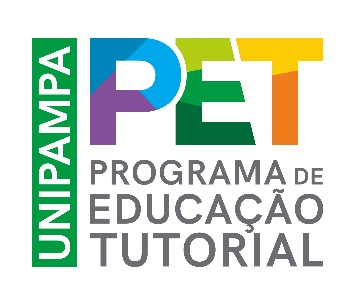 UNIPAMPA
PET
PROGRAMA DE
EDUCAÇÃO
TUTORIAL